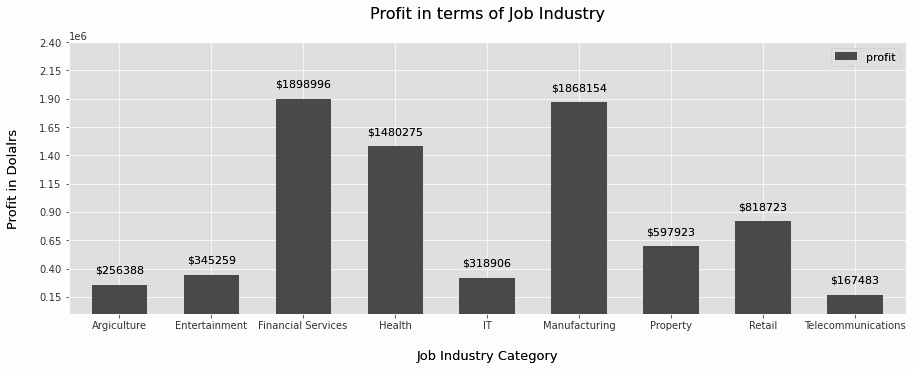 Profit in terms of Job Industry
1e6
2.40
2.15
1.90
1.65
1.40
1.15
0.90
0.65
0.40
0.15
Profit in Dolalrs
profit
$256388
$345259
$1898996
$1480275
$318906
$1868154
$597923
$818723
$167483
Argiculture
Entertainment
Financial Services
Health
IT
Manufacturing
Property
Retail
Telecommunications
Job Industry Category